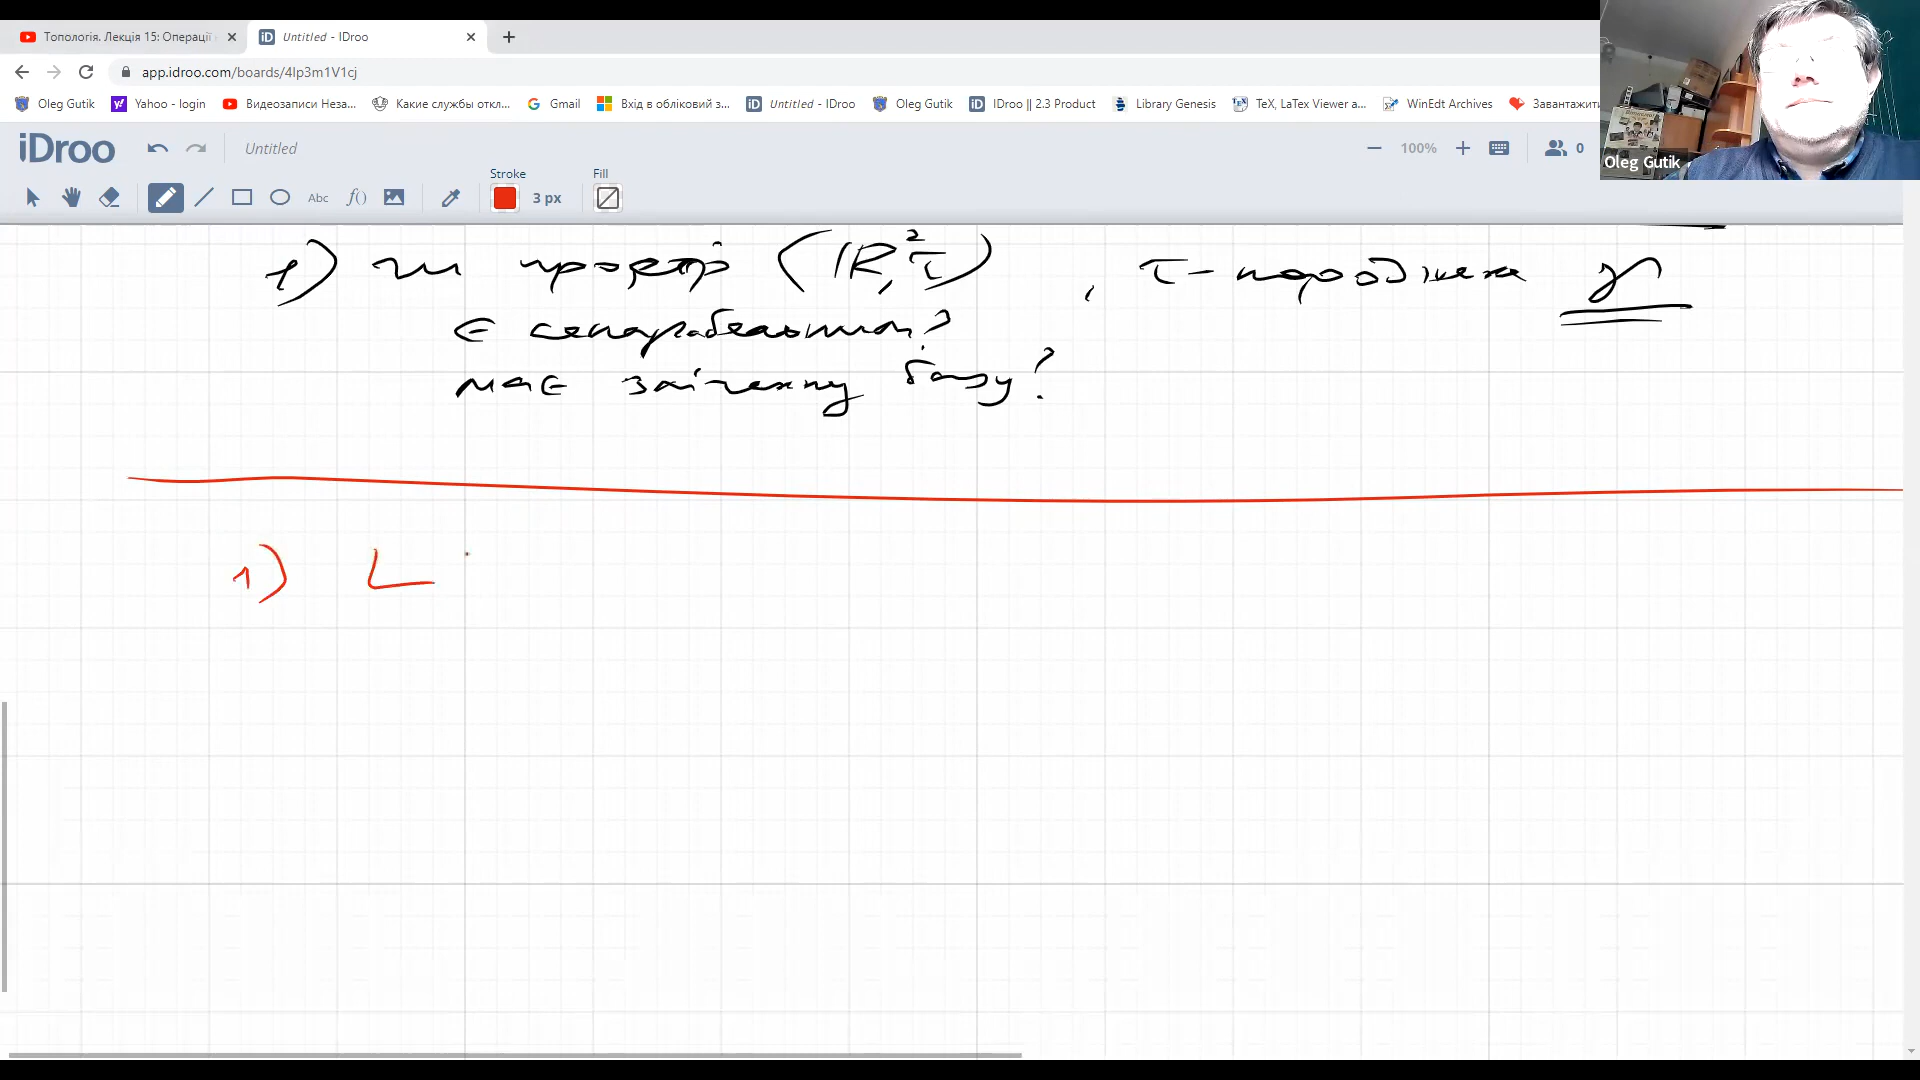 Топологія. Лекція 15: Операції
Untitled - IDroo
app.idroo.com/boards/4lp3m1V1cj
Oleg Gutik Yahoo - login Видеозаписи Неза... Какие службы откл... Gmail Вхід в обліковий з... Untitled - IDroo Oleg Gutik IDroo || 2.3 Product Library Genesis TeX, LaTex Viewer a... WinEdt Archives Завантажити
iDroo Untitled 100% 0
Oleg Gutik
Stroke Fill
Abc f() 3 px
1) чи простір (ℝ², τ), τ - породжена γ
є сепарабельним?
має зліченну базу?
1) L